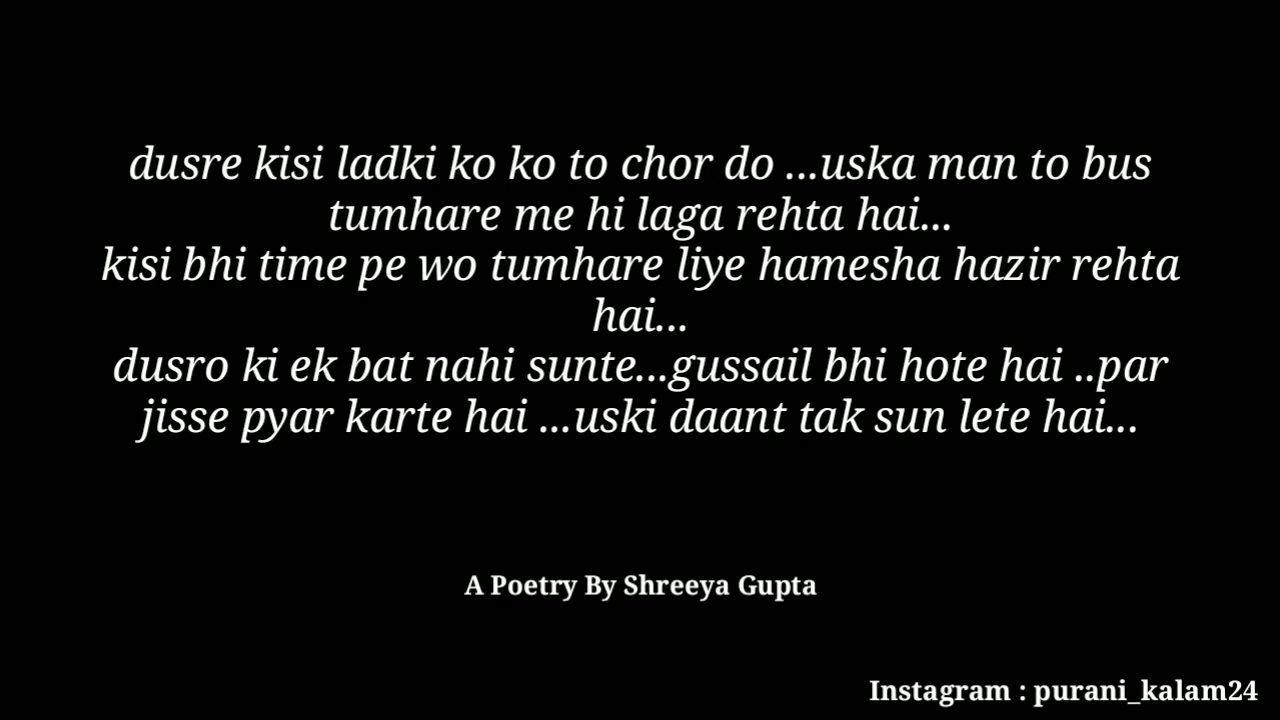 dusre kisi ladki ko ko to chor do ...uska man to bus
tumhare me hi laga rehta hai...
kisi bhi time pe wo tumhare liye hamesha hazir rehta
hai...
dusro ki ek bat nahi sunte...gussail bhi hote hai ..par
jisse pyar karte hai ...uski daant tak sun lete hai...
A Poetry By Shreeya Gupta
Instagram : purani_kalam24